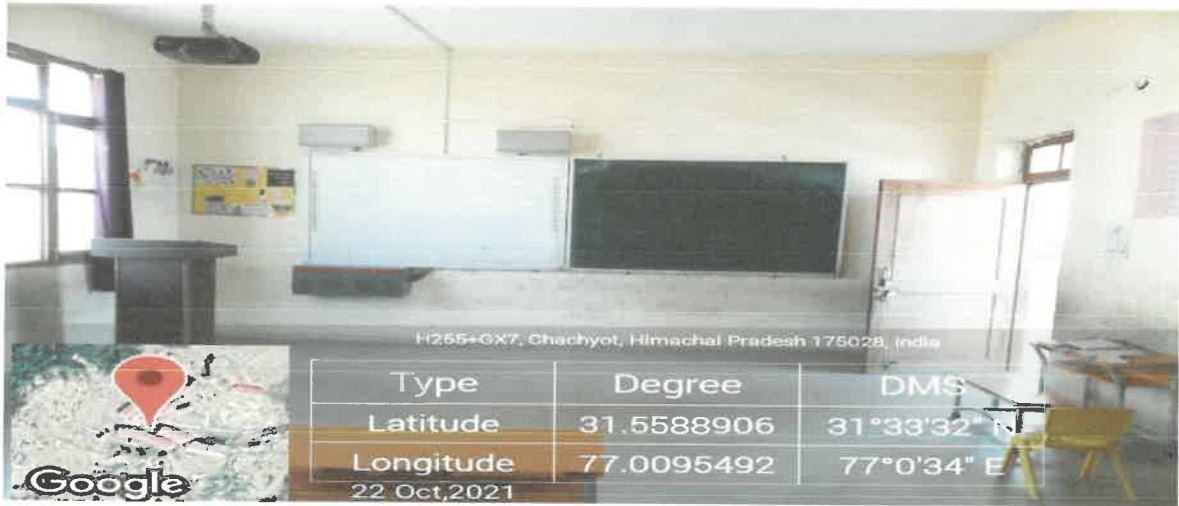 H255+GX7, Chachyot, Himachal Pradesh 175028, India
Type Degree DMS
Latitude 31.5588906 31°33'32" N
Longitude 77.0095492 77°0'34" E
Google
22 Oct,2021